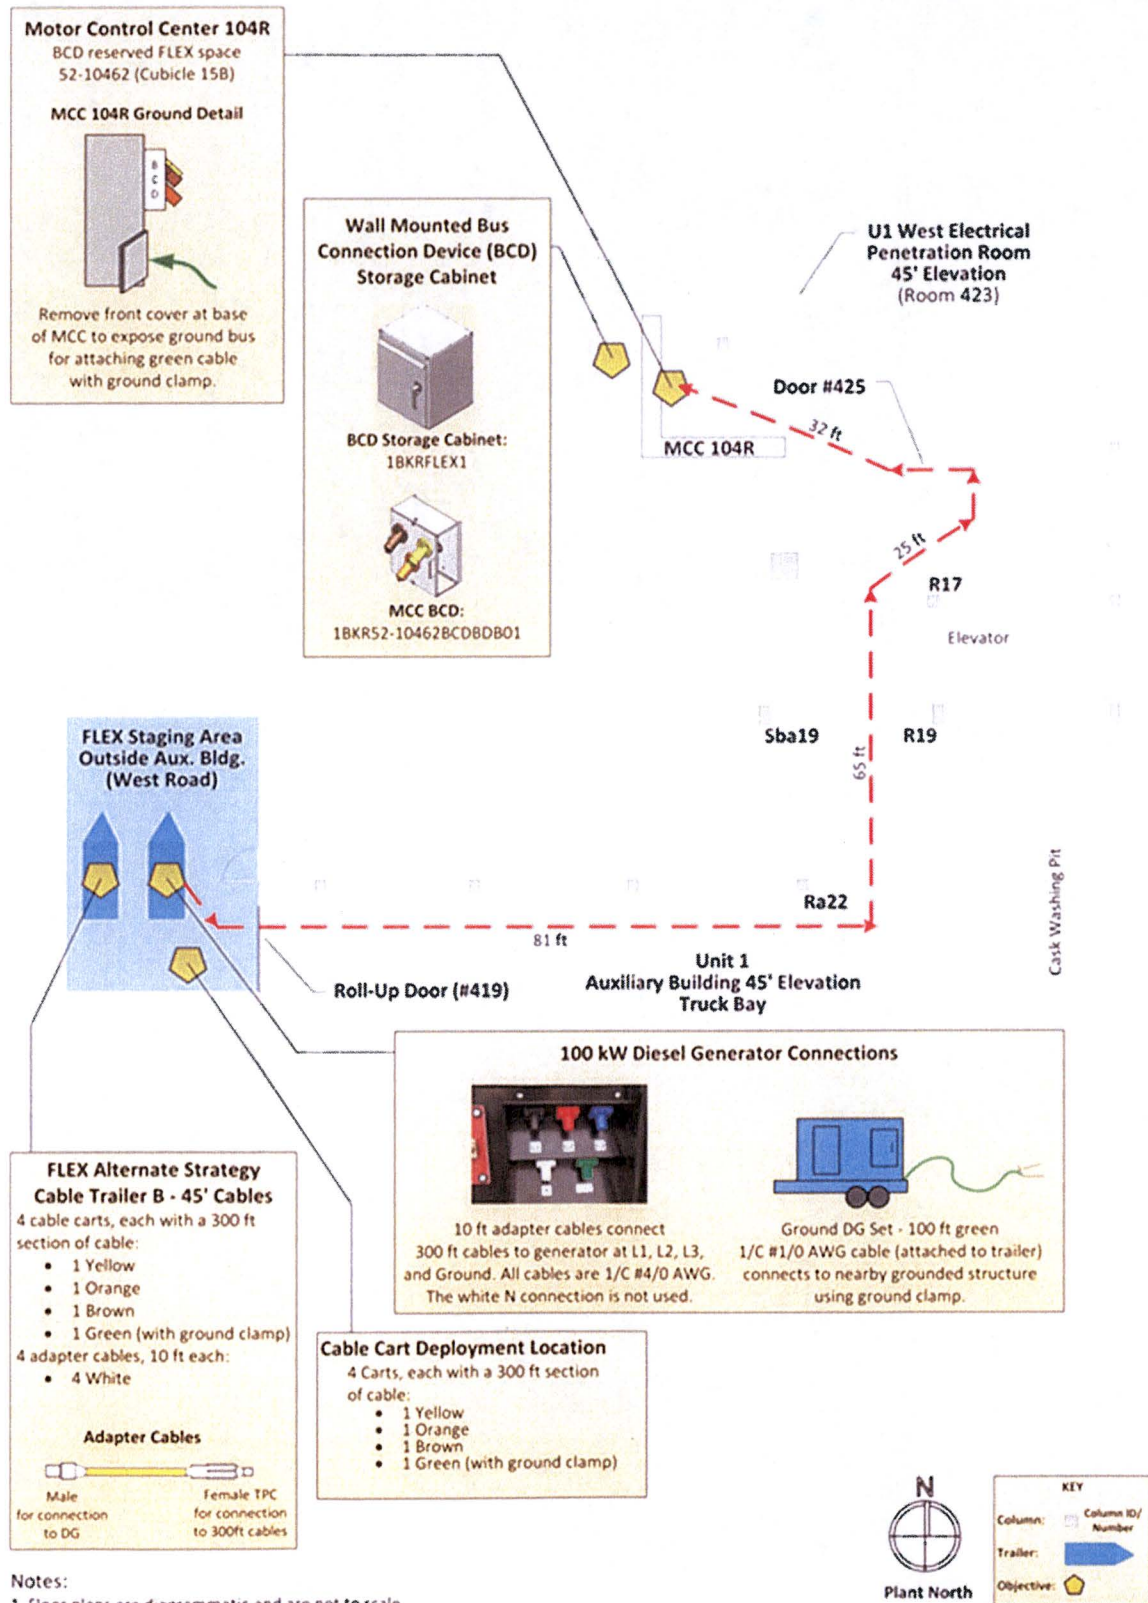 Motor Control Center 104R
BCD reserved FLEX space
52-10462 (Cubicle 15B)
MCC 104R Ground Detail
B
C
D
Remove front cover at base
of MCC to expose ground bus
for attaching green cable
with ground clamp.
Wall Mounted Bus
Connection Device (BCD)
Storage Cabinet
BCD Storage Cabinet:
1BKRFLEX1
MCC BCD:
1BKR52-10462BCDBDB01
U1 West Electrical
Penetration Room
45' Elevation
(Room 423)
Door #425
32 ft
MCC 104R
25 ft
R17
Elevator
Sba19
R19
65 ft
FLEX Staging Area
Outside Aux. Bldg.
(West Road)
Ra22
Cask Washing Pit
81 ft
Roll-Up Door (#419)
Unit 1
Auxiliary Building 45' Elevation
Truck Bay
100 kW Diesel Generator Connections
10 ft adapter cables connect
300 ft cables to generator at L1, L2, L3,
and Ground. All cables are 1/C #4/0 AWG.
The white N connection is not used.
Ground DG Set - 100 ft green
1/C #1/0 AWG cable (attached to trailer)
connects to nearby grounded structure
using ground clamp.
FLEX Alternate Strategy
Cable Trailer B - 45' Cables
4 cable carts, each with a 300 ft
section of cable:
• 1 Yellow
• 1 Orange
• 1 Brown
• 1 Green (with ground clamp)
4 adapter cables, 10 ft each:
• 4 White
Adapter Cables
Male
for connection
to DG
Female TPC
for connection
to 300ft cables
Cable Cart Deployment Location
4 Carts, each with a 300 ft section
of cable:
• 1 Yellow
• 1 Orange
• 1 Brown
• 1 Green (with ground clamp)
N
Plant North
KEY
Column:
Column ID/
Number
Trailer:
Objective:
Notes:
1. Floor plans are diagrammatic and are not to scale